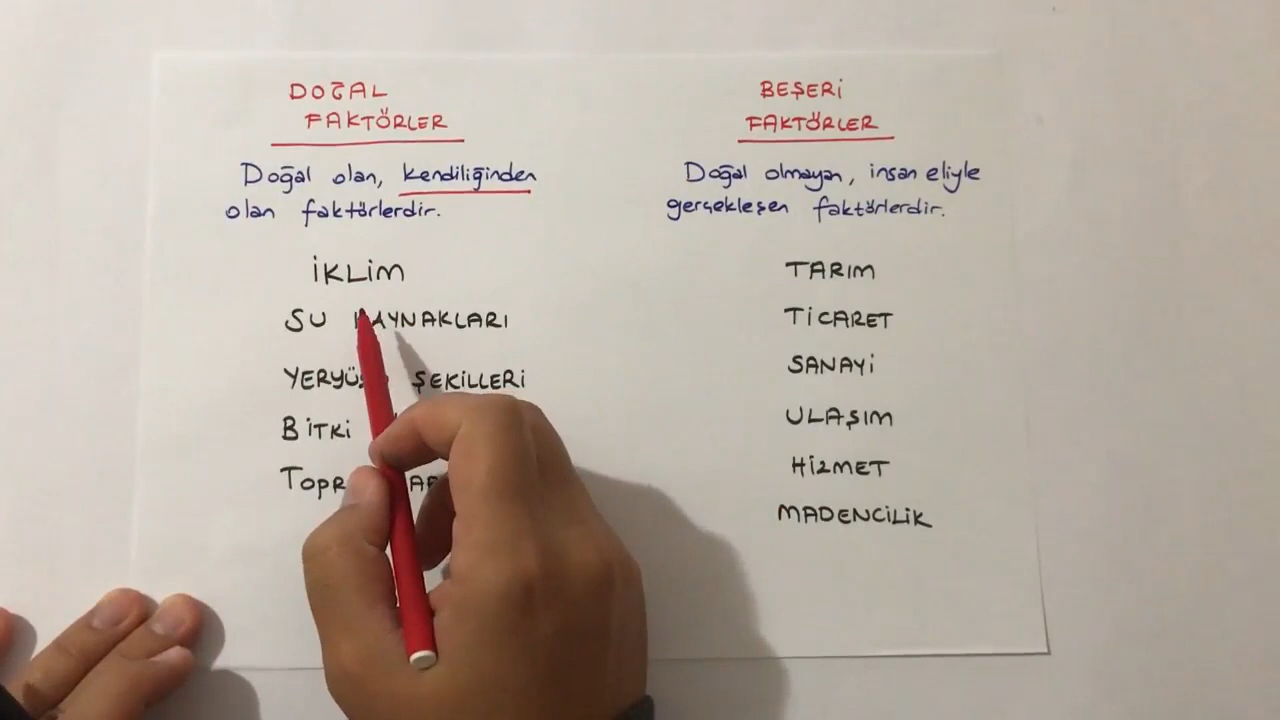 DOĞAL
FAKTÖRLER
Doğal olan, kendiliğinden
olan faktörlerdir.
İKLİM
SU KAYNAKLARI
ŞEKİLLERİ
BİTKİ
BEŞERİ
FAKTÖRLER
Doğal olmayan, insan eliyle
gerçekleşen faktörlerdir.
TARIM
TİCARET
SANAYİ
ULAŞIM
HİZMET
MADENCİLİK